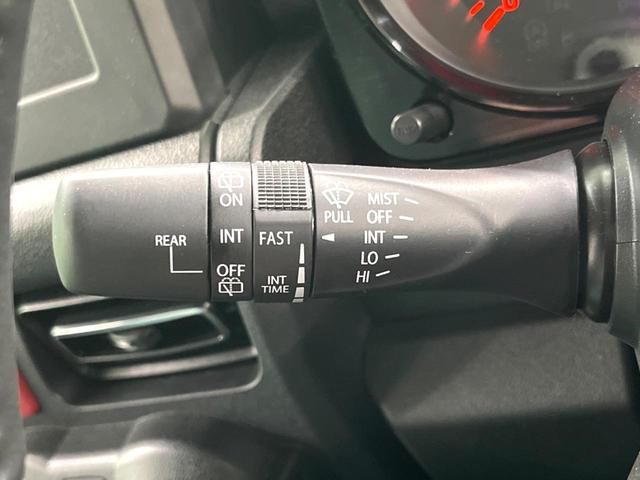 ON
INT
OFF
REAR
FAST
INT
TIME
PULL
MIST
OFF
INT
LO
HI